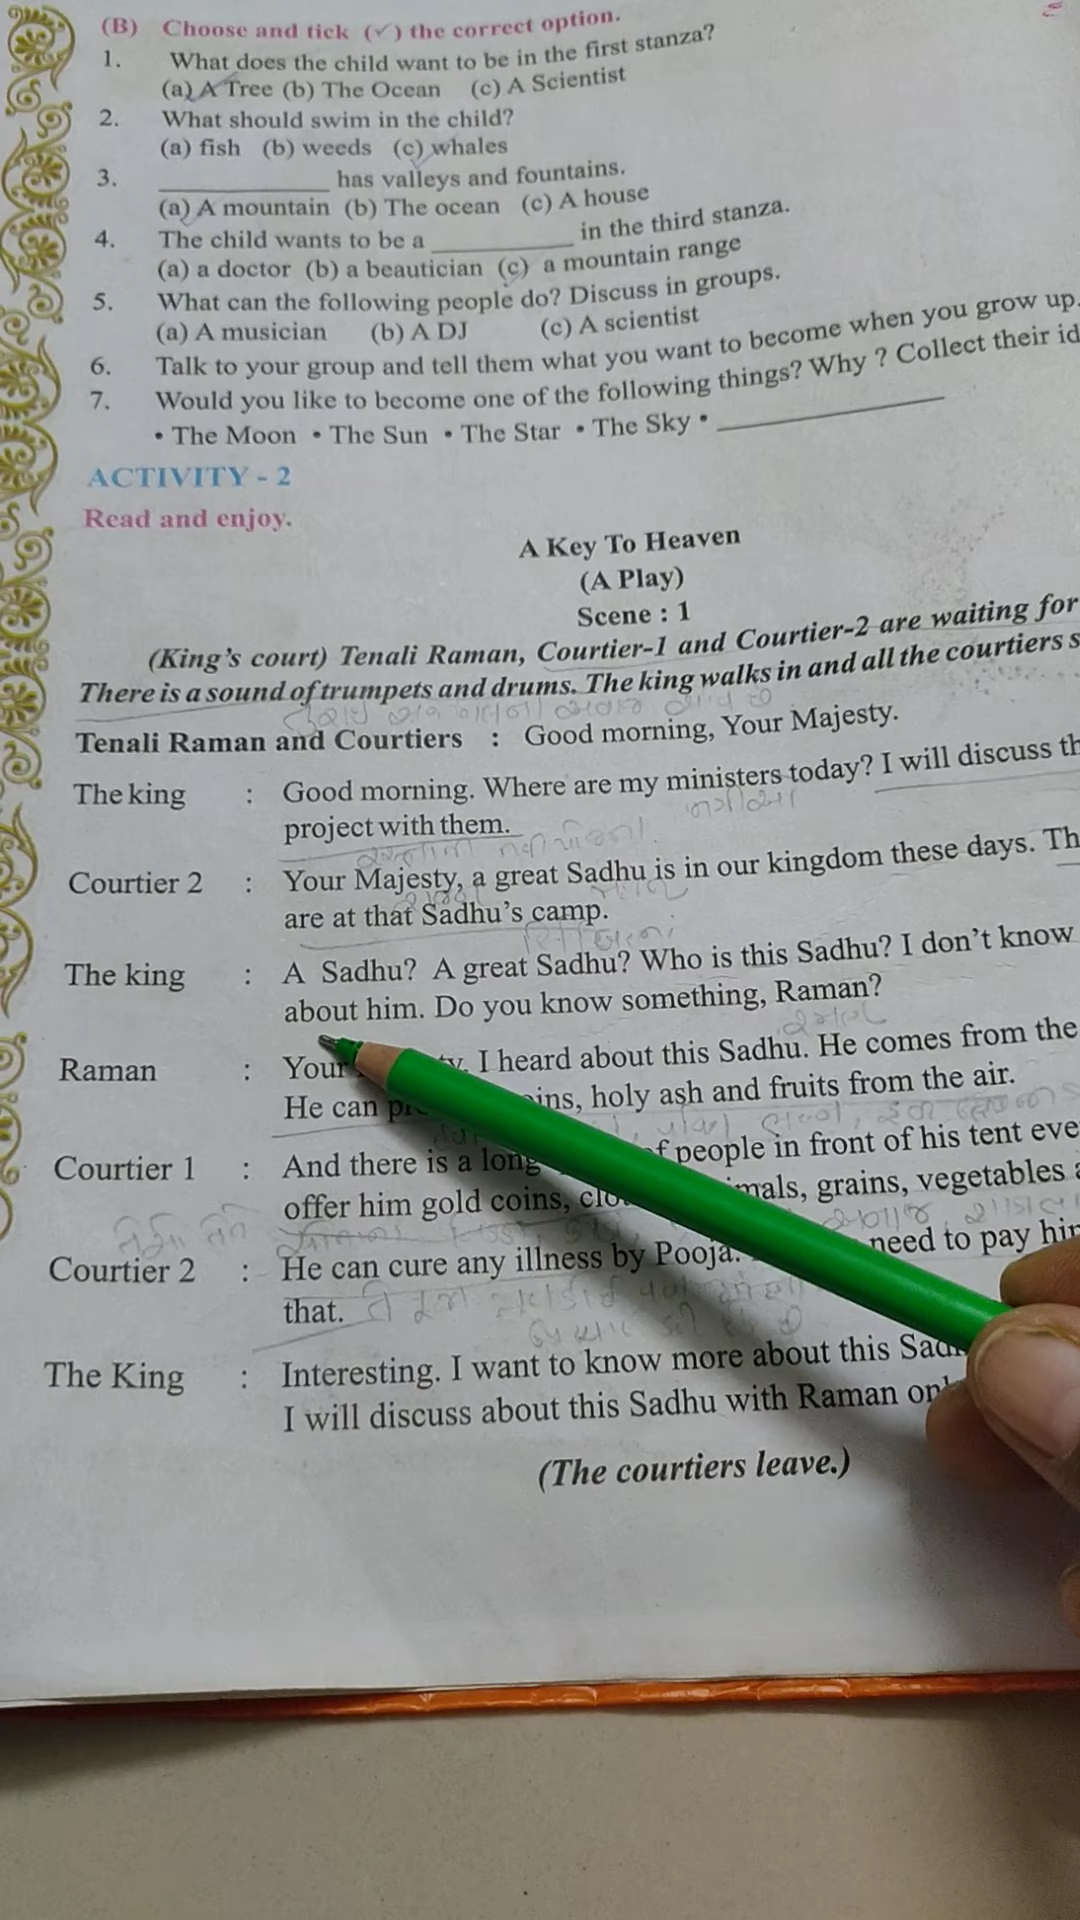 (B) Choose and tick (✓) the correct option.
1. What does the child want to be in the first stanza?
(a) A Tree (b) The Ocean (c) A Scientist
2. What should swim in the child?
(a) fish (b) weeds (c) whales
3. ____________ has valleys and fountains.
(a) A mountain (b) The ocean (c) A house
4. The child wants to be a __________ in the third stanza.
(a) a doctor (b) a beautician (c) a mountain range
5. What can the following people do? Discuss in groups.
(a) A musician (b) A DJ (c) A scientist
6. Talk to your group and tell them what you want to become when you grow up.
7. Would you like to become one of the following things? Why ? Collect their id
• The Moon • The Sun • The Star • The Sky • ____________
ACTIVITY - 2
Read and enjoy.
A Key To Heaven
(A Play)
Scene : 1
(King's court) Tenali Raman, Courtier-1 and Courtier-2 are waiting for
There is a sound of trumpets and drums. The king walks in and all the courtiers s
Tenali Raman and Courtiers : Good morning, Your Majesty.
The king : Good morning. Where are my ministers today? I will discuss th
project with them.
Courtier 2 : Your Majesty, a great Sadhu is in our kingdom these days. Th
are at that Sadhu's camp.
The king : A Sadhu? A great Sadhu? Who is this Sadhu? I don't know
about him. Do you know something, Raman?
Raman : Your I heard about this Sadhu. He comes from the
He can holy ash and fruits from the air.
Courtier 1 : And there is a long people in front of his tent eve
offer him gold coins, grains, vegetables a
Courtier 2 : He can cure any illness by Pooja. need to pay him
that.
The King : Interesting. I want to know more about this
I will discuss about this Sadhu with Raman
(The courtiers leave.)